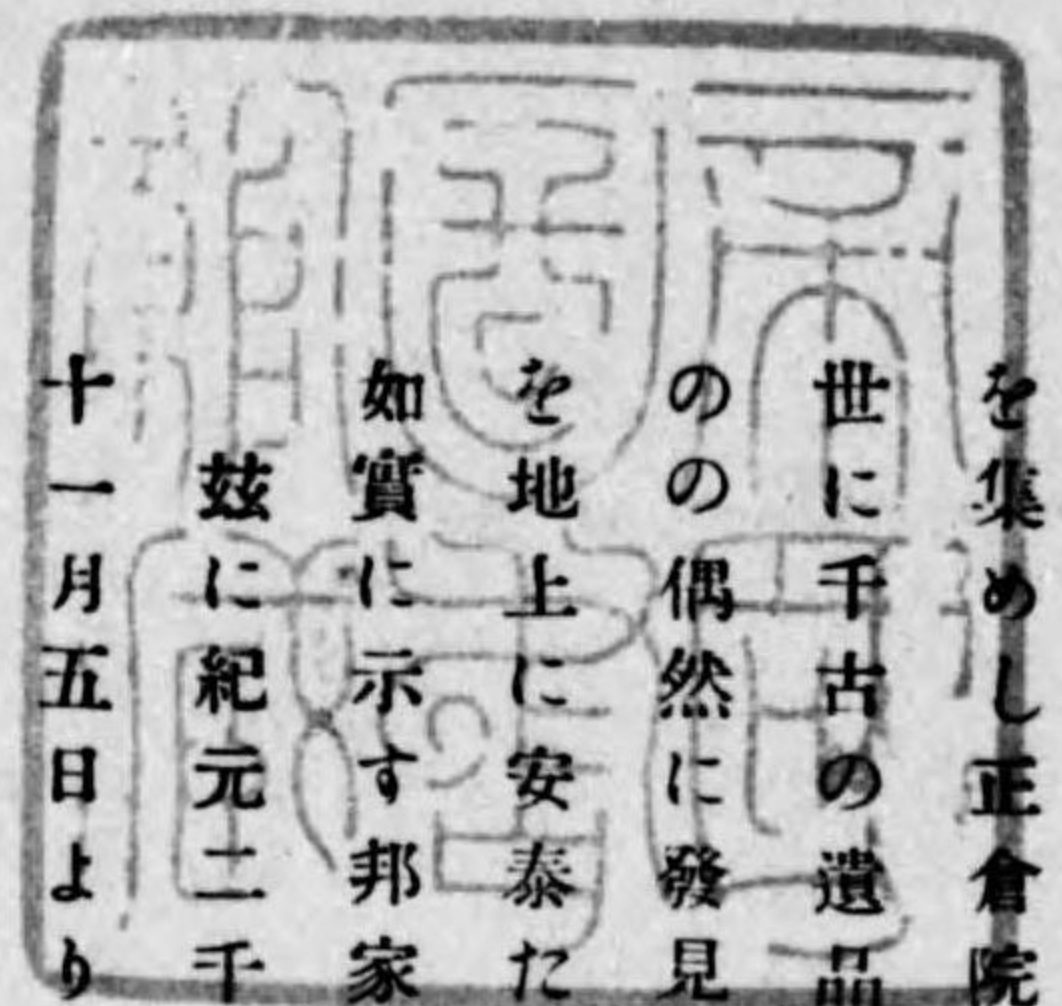 を集めし正倉院
世に千古の遺品
のの偶然に發見
を地上に安泰た
如實に示す邦家
茲に紀元二千
十一月五日より